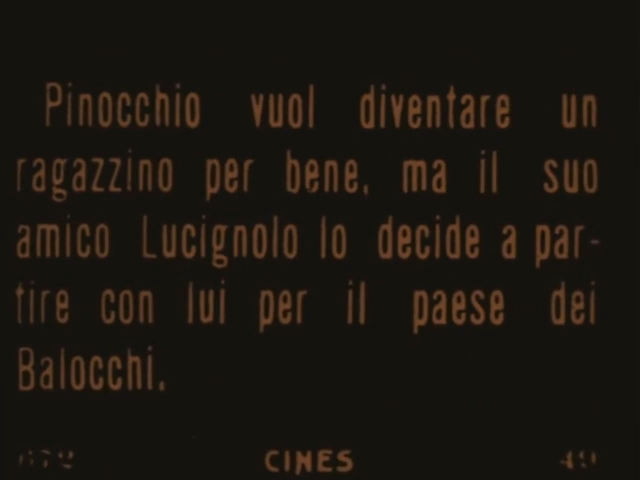 Pinocchio vuol diventare un
ragazzino per bene, ma il suo
amico Lucignolo lo decide a par-
tire con lui per il paese dei
Balocchi.
CINES